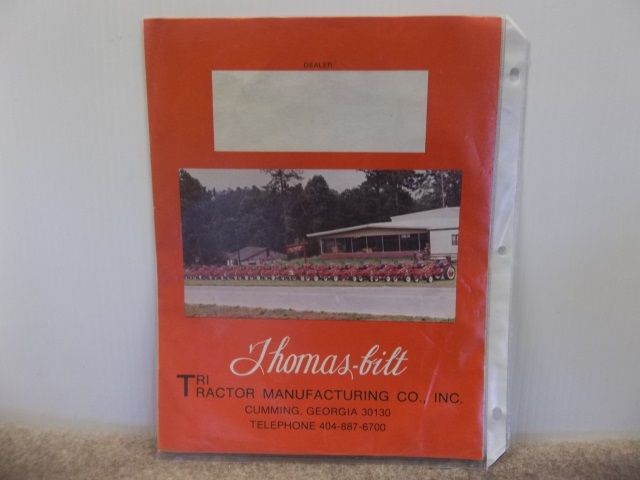 DEALER
Thomas-bilt
TRI
TRACTOR MANUFACTURING CO., INC.
CUMMING, GEORGIA 30130
TELEPHONE 404-887-6700